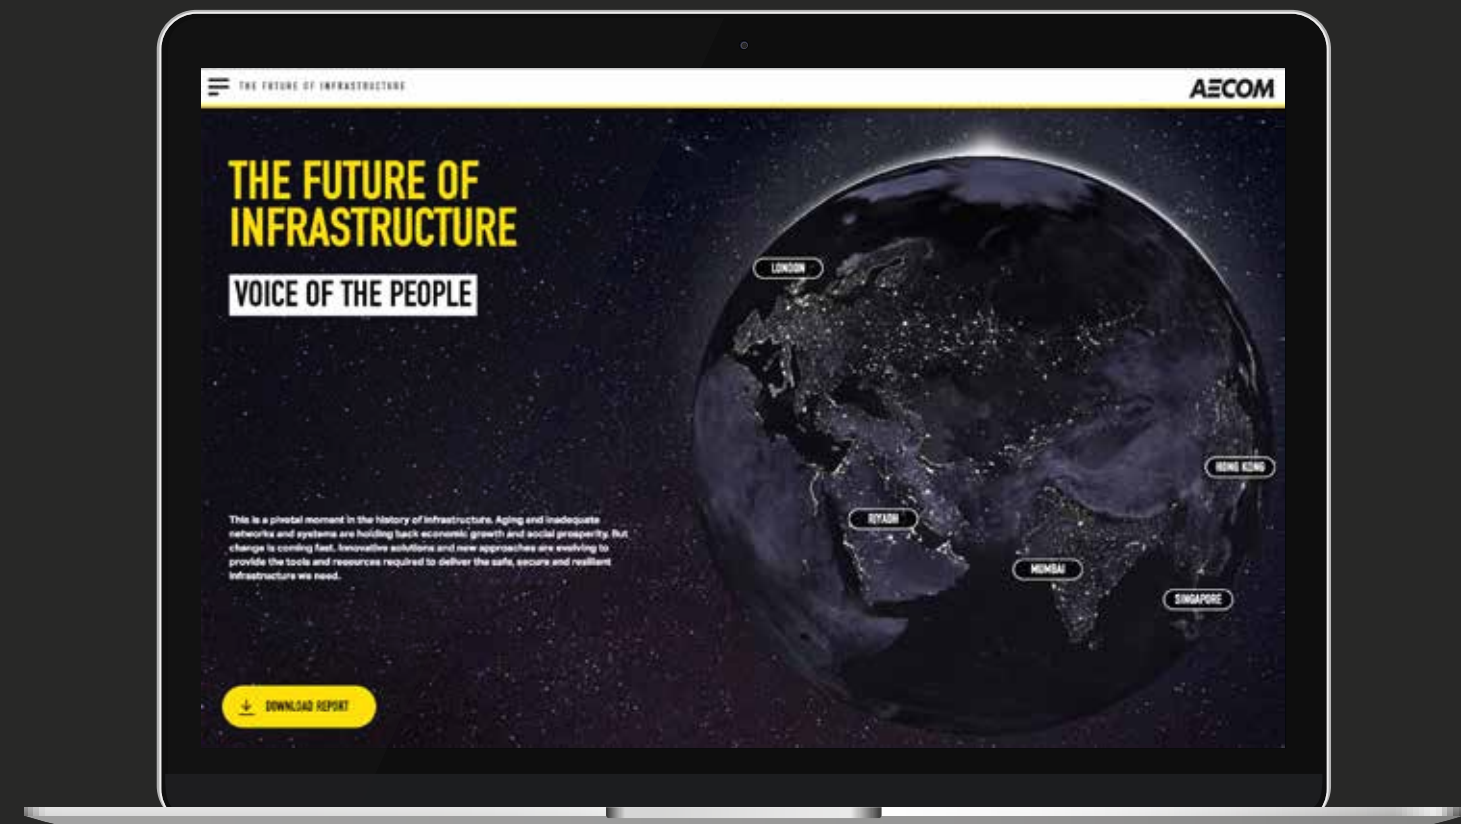 THE FUTURE OF INFRASTRUCTURE
AECOM
THE FUTURE OF
INFRASTRUCTURE
VOICE OF THE PEOPLE
LONDON
HONG KONG
RIYADH
MUMBAI
SINGAPORE
This is a pivotal moment in the history of infrastructure. Aging and inadequate
networks and systems are holding back economic growth and social prosperity. But
change is coming fast. Innovative solutions and new approaches are evolving to
provide the tools and resources required to deliver the safe, secure and resilient
infrastructure we need.
DOWNLOAD REPORT